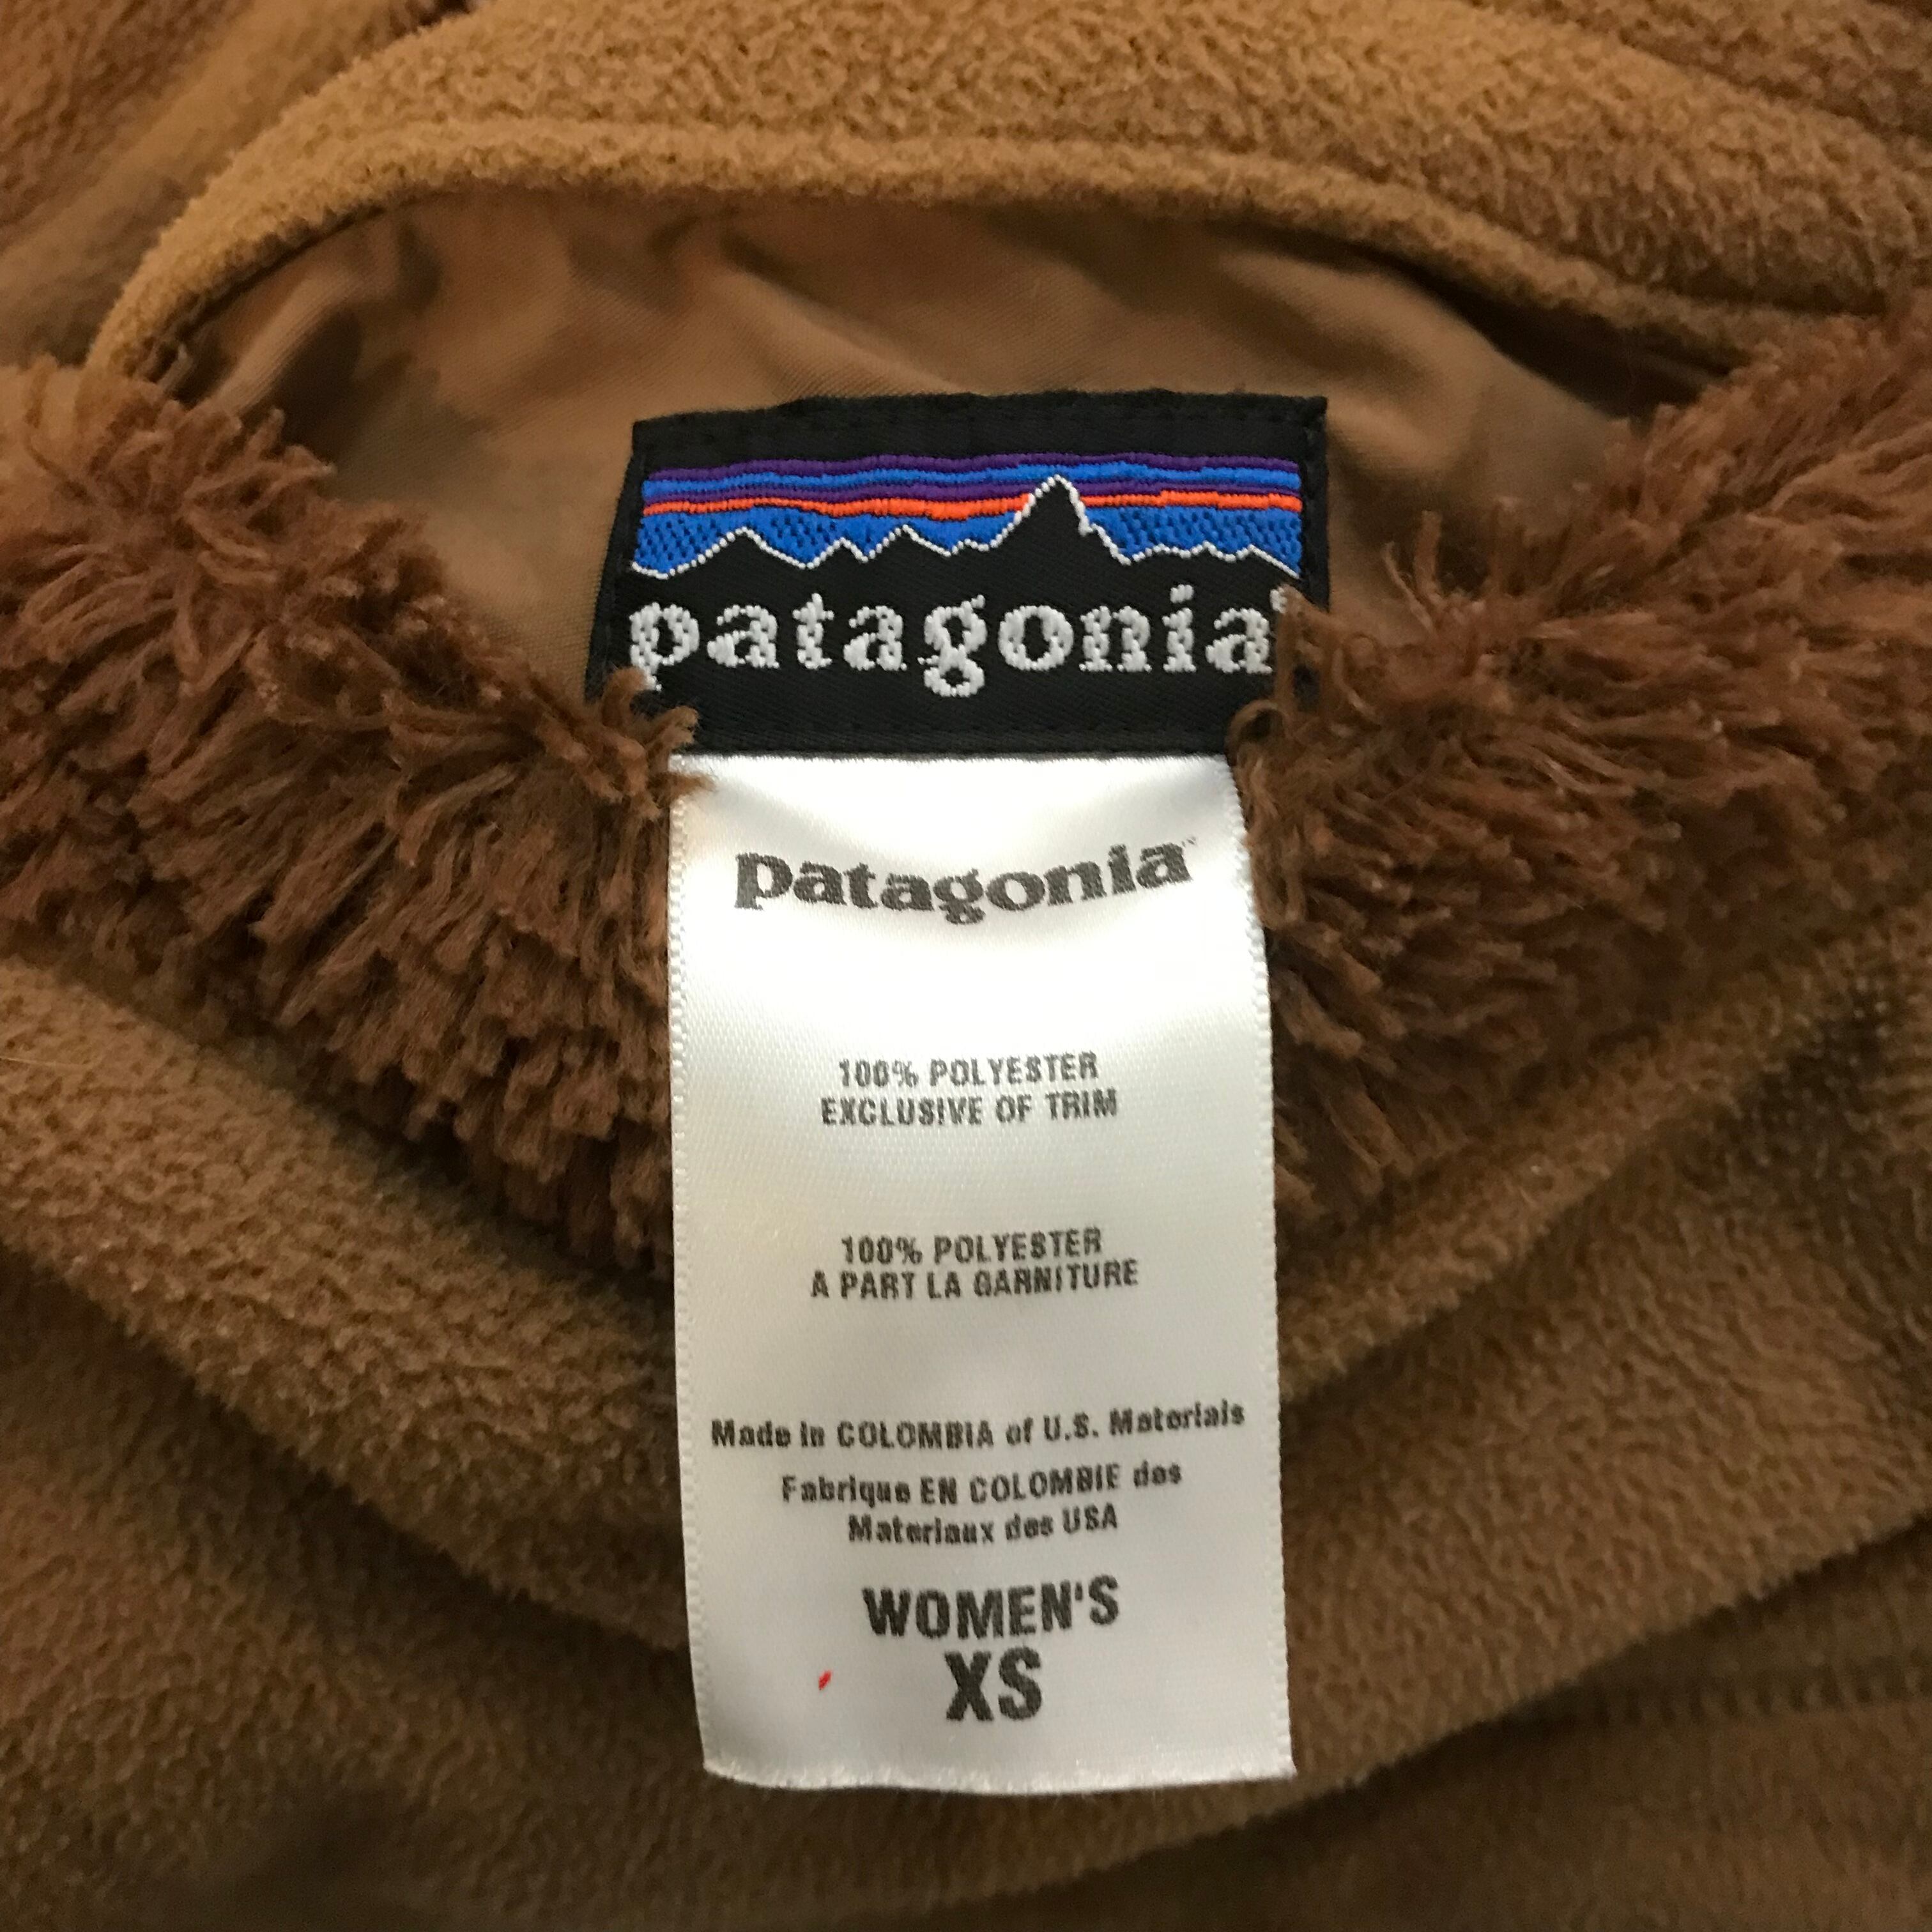 patagonia
patagonia
100% POLYESTER
EXCLUSIVE OF TRIM
100% POLYESTER
A PART LA GARNITURE
Made in COLOMBIA of U.S. Materials
Fabrique EN COLOMBIE des
Materiaux des USA
WOMEN'S
XS